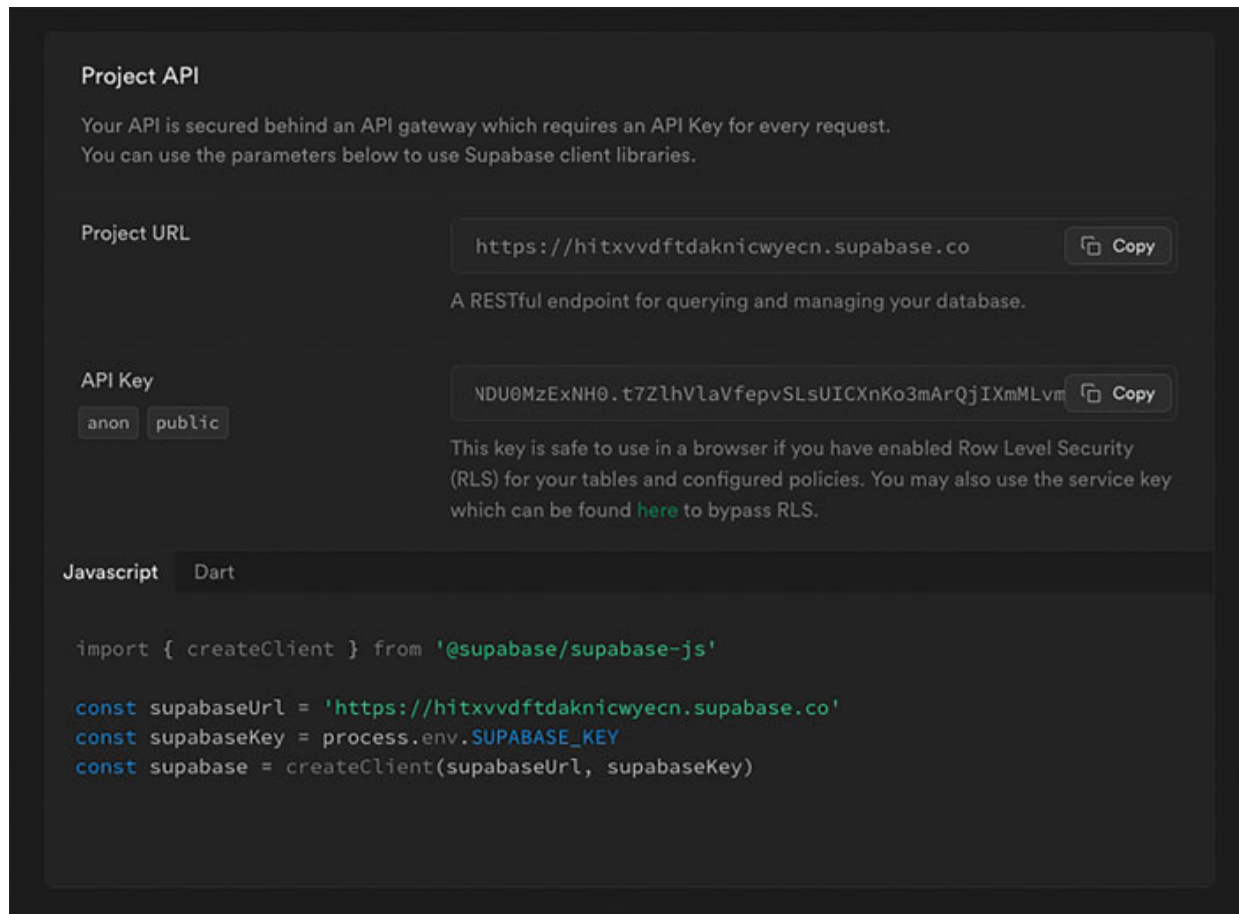 Project API
Your API is secured behind an API gateway which requires an API Key for every request.
You can use the parameters below to use Supabase client libraries.
Project URL
https://hitxvvdftdaknicwyecn.supabase.co
Copy
A RESTful endpoint for querying and managing your database.
API Key
NDU0MzExNH0.t7ZlhVlaVfepvSLsUICXnKo3mArQjIXmMLvm
Copy
anon public
This key is safe to use in a browser if you have enabled Row Level Security
(RLS) for your tables and configured policies. You may also use the service key
which can be found here to bypass RLS.
Javascript Dart
import { createClient } from '@supabase/supabase-js'
const supabaseUrl = 'https://hitxvvdftdaknicwyecn.supabase.co'
const supabaseKey = process.env.SUPABASE_KEY
const supabase = createClient(supabaseUrl, supabaseKey)